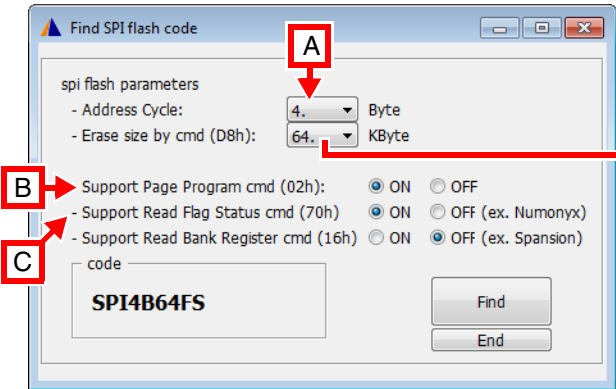 Find SPI flash code
A
spi flash parameters
- Address Cycle: 4. Byte
- Erase size by cmd (D8h): 64. KByte
B
- Support Page Program cmd (02h): ON OFF
- Support Read Flag Status cmd (70h) ON OFF (ex. Numonyx)
- Support Read Bank Register cmd (16h) ON OFF (ex. Spansion)
C
code
SPI4B64FS
Find
End